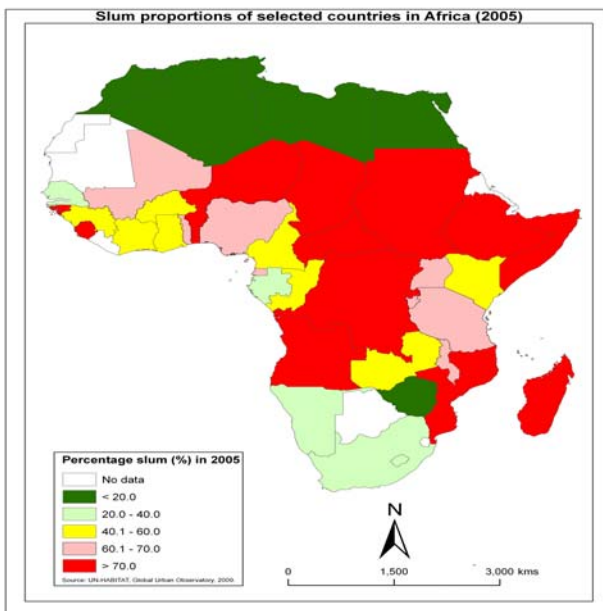 Slum proportions of selected countries in Africa (2005)
Percentage slum (%) in 2005
No data
< 20.0
20.0 - 40.0
40.1 - 60.0
60.1 - 70.0
> 70.0
Source: UN-HABITAT, Global Urban Observatory, 2009.
N
0 1,500 3,000 kms